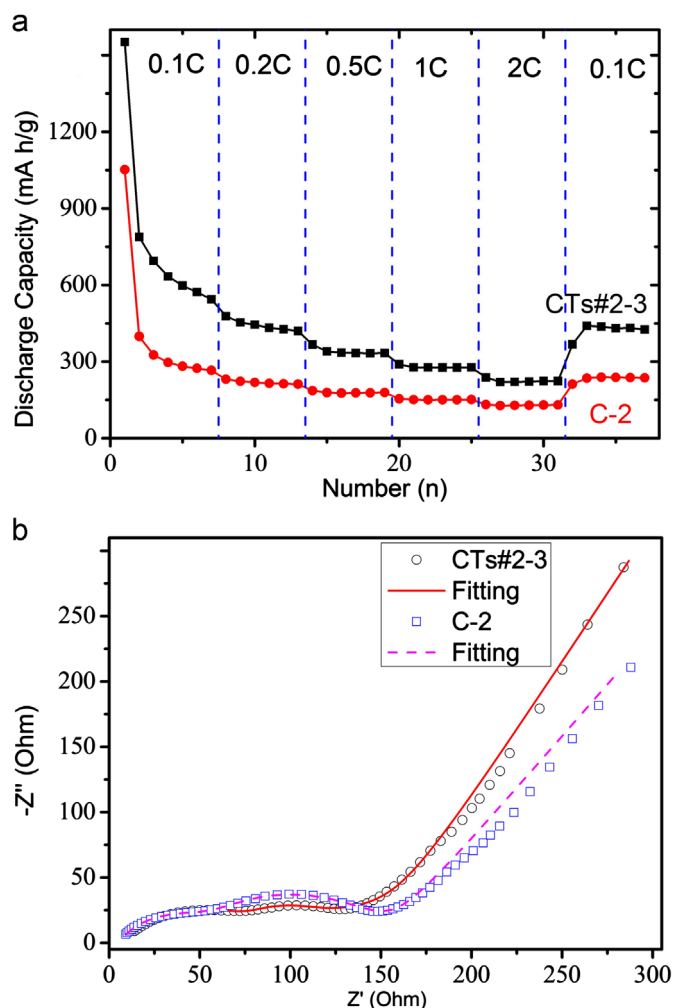 a
0.1C 0.2C 0.5C 1C 2C 0.1C
1200
900
600
300
0
Discharge Capacity (mA h/g)
CTs#2-3
C-2
0 10 20 30
Number (n)
b
CTs#2-3
Fitting
C-2
Fitting
250
200
150
100
50
0
-Z'' (Ohm)
0 50 100 150 200 250 300
Z' (Ohm)